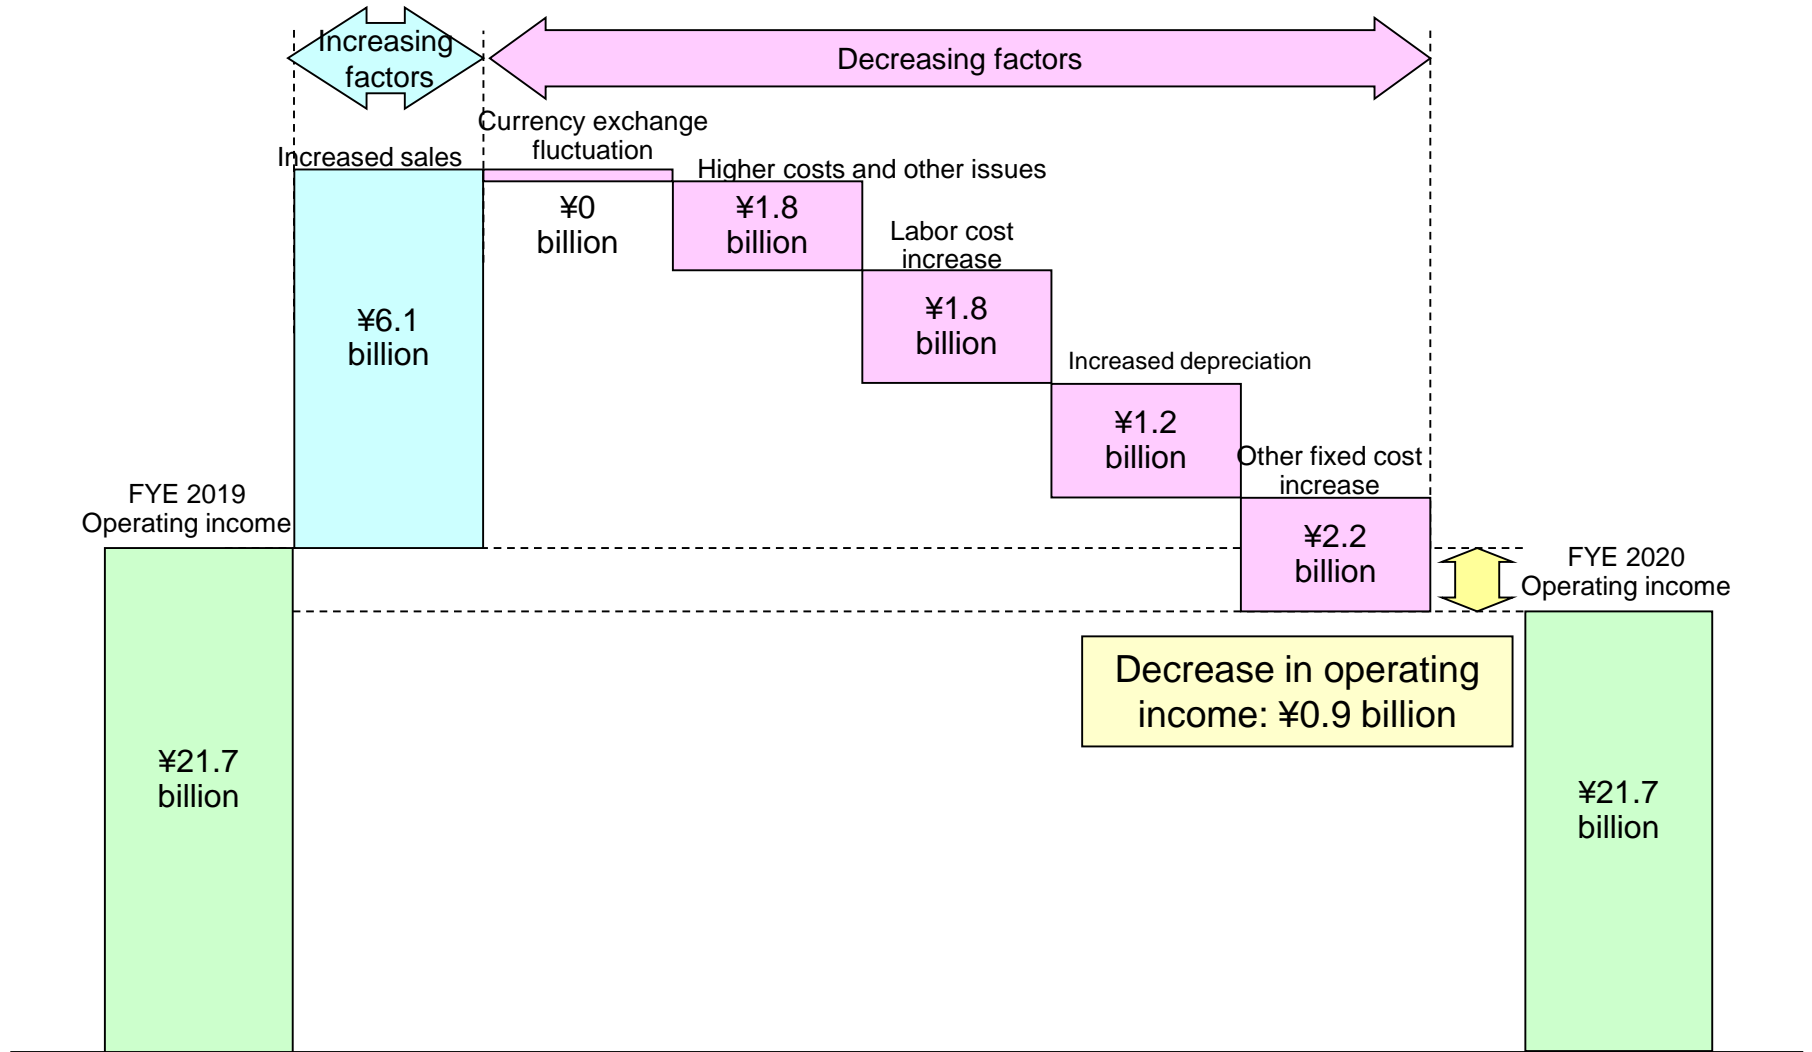 Increasing
factors
Decreasing factors
Currency exchange
fluctuation
Increased sales
Higher costs and other issues
¥0
billion
¥1.8
billion
Labor cost
increase
¥6.1
billion
¥1.8
billion
Increased depreciation
¥1.2
billion
Other fixed cost
increase
FYE 2019
Operating income
¥2.2
billion
FYE 2020
Operating income
Decrease in operating
income: ¥0.9 billion
¥21.7
billion
¥21.7
billion